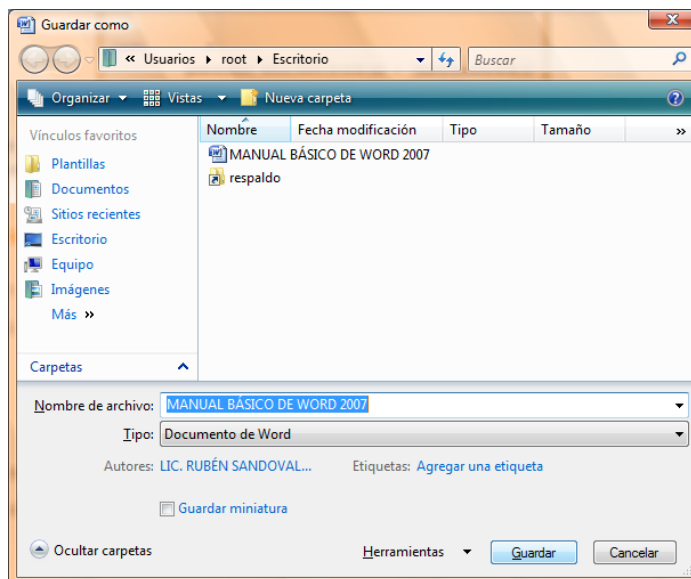 Guardar como
« Usuarios ▸ root ▸ Escritorio
Buscar
Organizar
Vistas
Nueva carpeta
Vínculos favoritos
Plantillas
Documentos
Sitios recientes
Escritorio
Equipo
Imágenes
Más »
Carpetas
Nombre Fecha modificación Tipo Tamaño »
MANUAL BÁSICO DE WORD 2007
respaldo
Nombre de archivo: MANUAL BÁSICO DE WORD 2007
Tipo: Documento de Word
Autores: LIC. RUBÉN SANDOVAL... Etiquetas: Agregar una etiqueta
Guardar miniatura
Ocultar carpetas Herramientas Guardar Cancelar